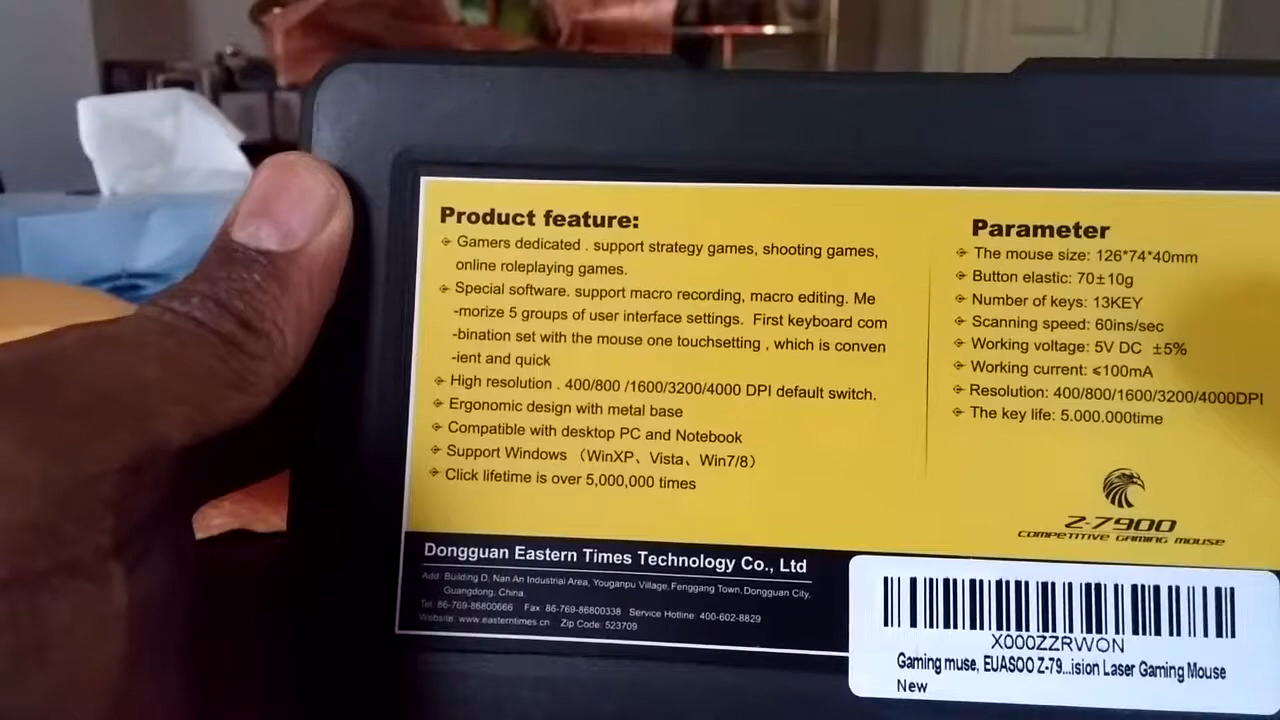 Product feature:
Gamers dedicated . support strategy games, shooting games,
online roleplaying games.
Special software. support macro recording, macro editing. Me
-morize 5 groups of user interface settings. First keyboard com
-bination set with the mouse one touchsetting , which is conven
-ient and quick
High resolution . 400/800 /1600/3200/4000 DPI default switch.
Ergonomic design with metal base
Compatible with desktop PC and Notebook
Support Windows （WinXP、Vista、Win7/8）
Click lifetime is over 5,000,000 times
Parameter
The mouse size: 126*74*40mm
Button elastic: 70±10g
Number of keys: 13KEY
Scanning speed: 60ins/sec
Working voltage: 5V DC ±5%
Working current: ≤100mA
Resolution: 400/800/1600/3200/4000DPI
The key life: 5.000.000time
Z-7900
COMPETITIVE GAMING MOUSE
Dongguan Eastern Times Technology Co., Ltd
Add: Building D, Nan An Industrial Area, Youganpu Village, Fenggang Town, Dongguan City,
Guangdong, China
Tel: 86-769-86800666 Fax: 86-769-86800338 Service Hotline: 400-602-8829
Website: www.easterntimes.cn Zip Code: 523709
X000ZZRWON
Gaming muse, EUASOO Z-79...ision Laser Gaming Mouse
New